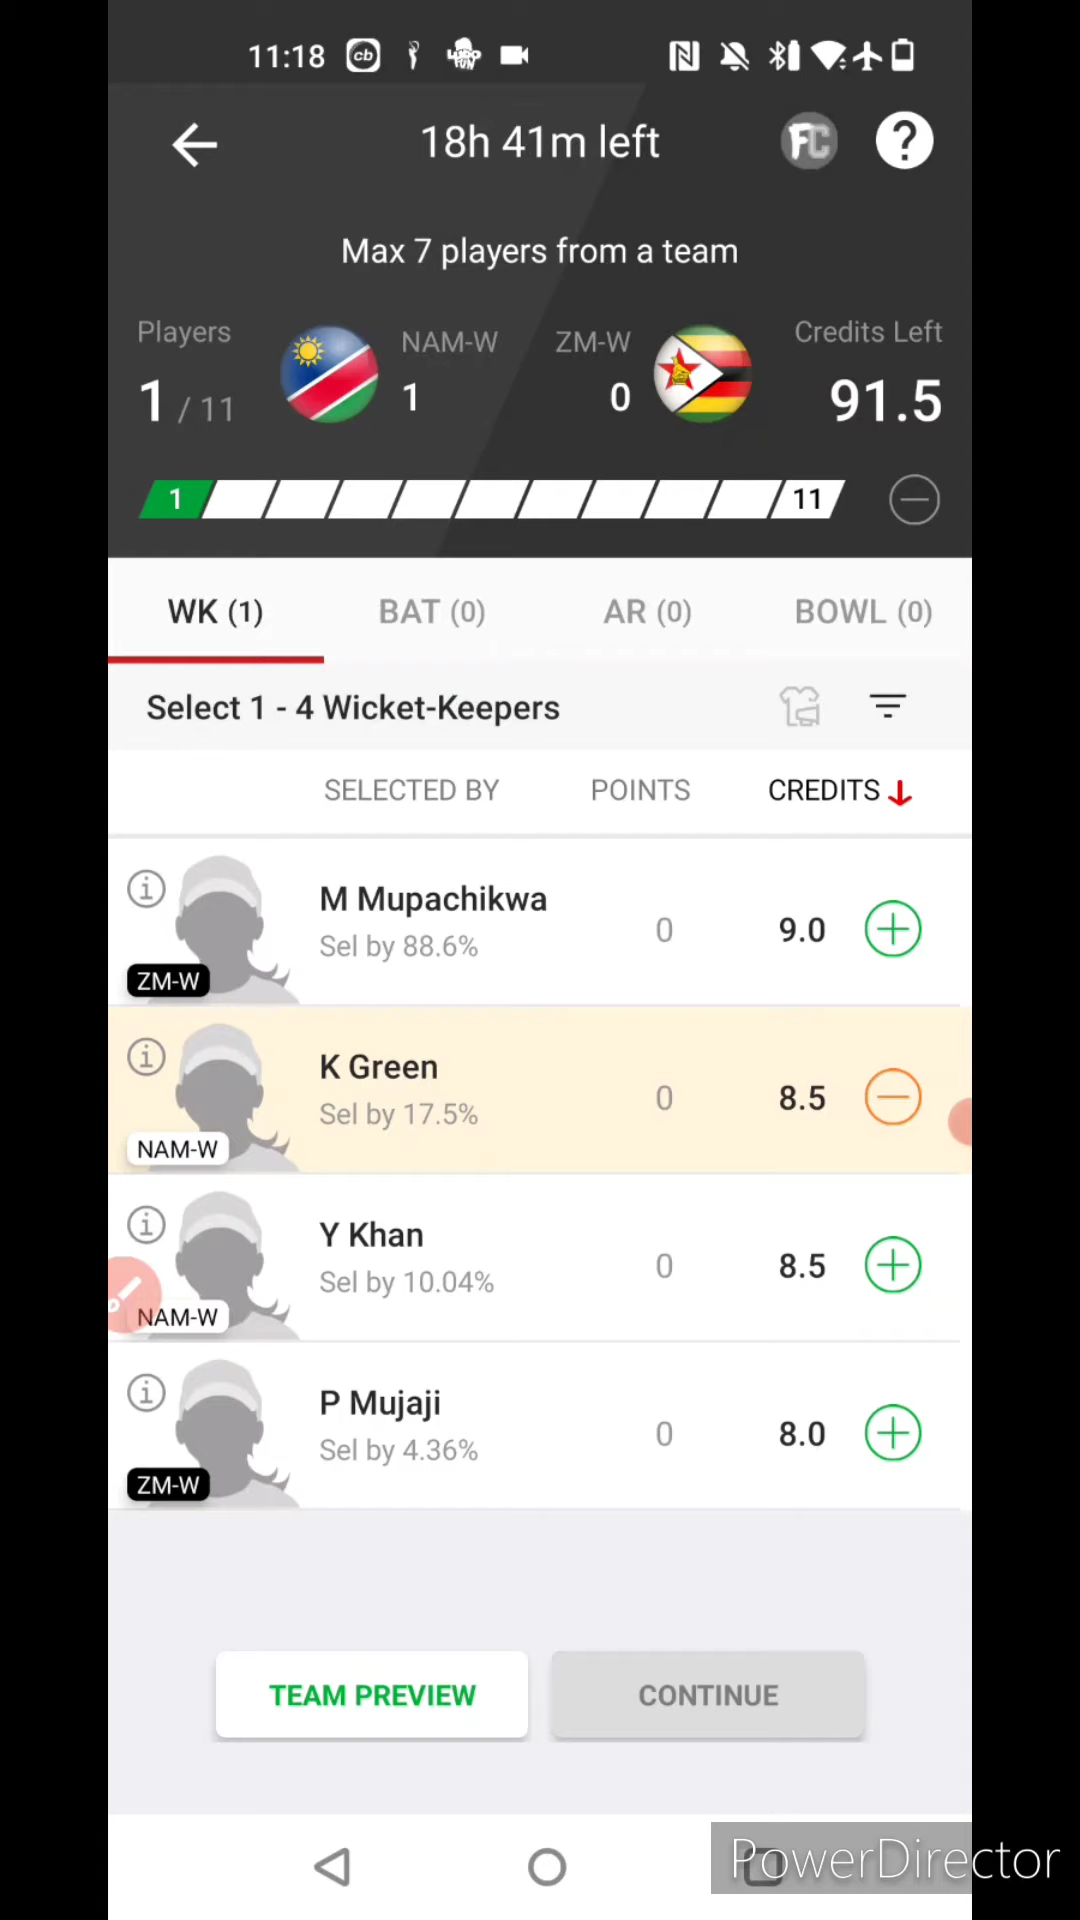 11:18
18h 41m left
FC
?
Max 7 players from a team
Players
NAM-W
ZM-W
Credits Left
1 / 11
1
0
91.5
1
11
WK (1)
BAT (0)
AR (0)
BOWL (0)
Select 1 - 4 Wicket-Keepers
SELECTED BY
POINTS
CREDITS
M Mupachikwa
Sel by 88.6%
0
9.0
ZM-W
K Green
Sel by 17.5%
0
8.5
NAM-W
Y Khan
Sel by 10.04%
0
8.5
NAM-W
P Mujaji
Sel by 4.36%
0
8.0
ZM-W
TEAM PREVIEW
CONTINUE
PowerDirector